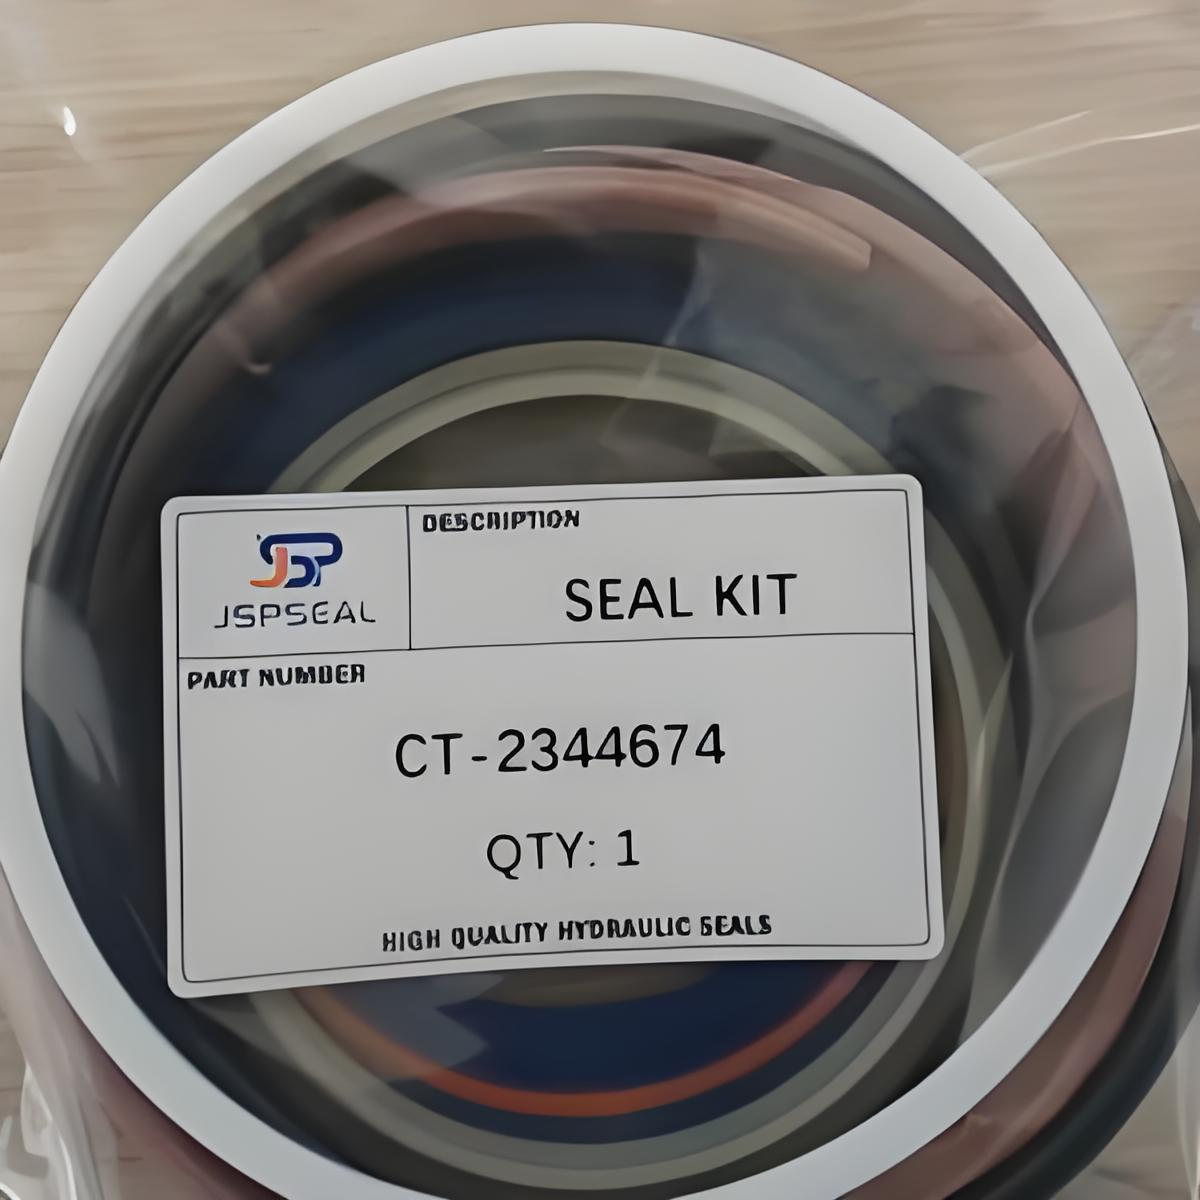 JSP
JSPSEAL
DESCRIPTION
SEAL KIT
PART NUMBER
CT-2344674
QTY: 1
HIGH QUALITY HYDRAULIC SEALS